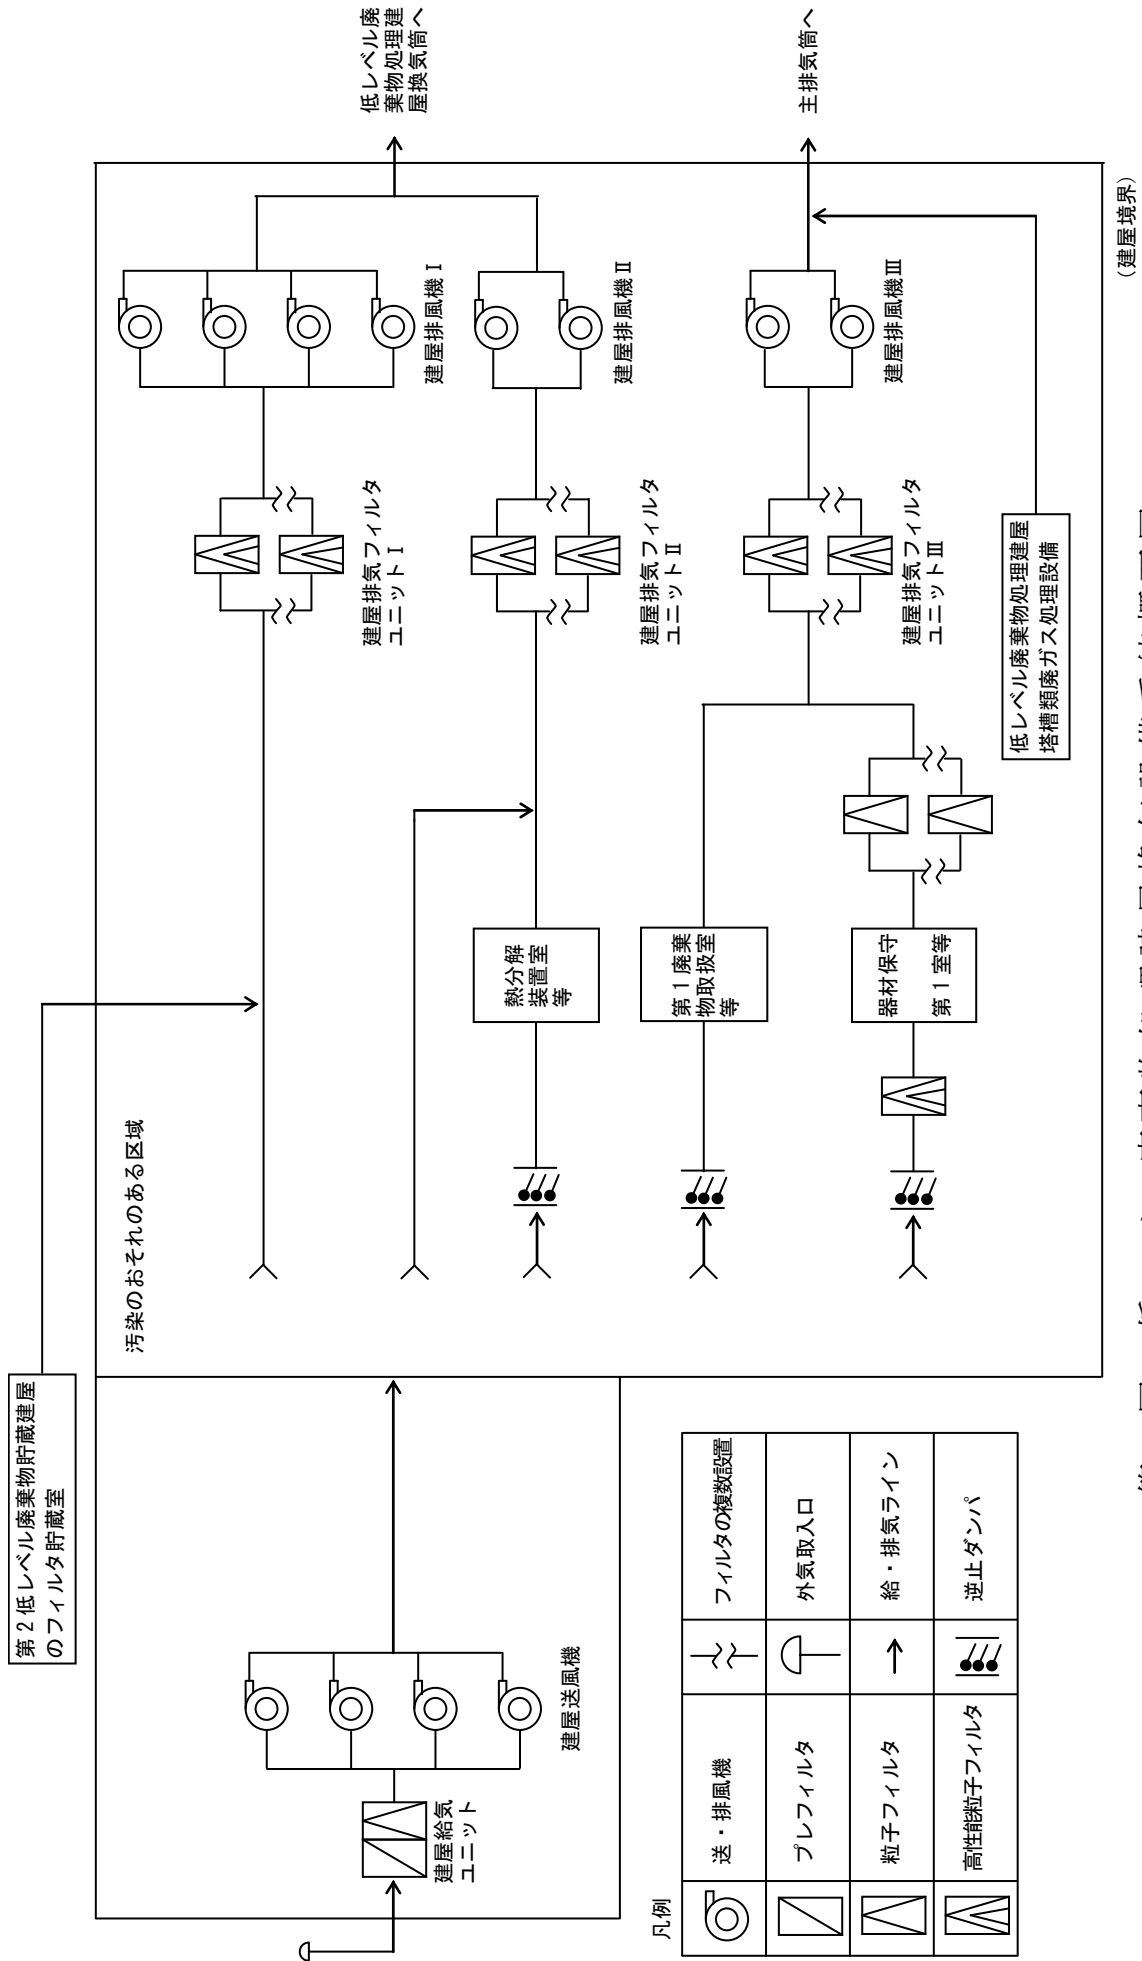 第2低レベル廃棄物貯蔵建屋
のフィルタ貯蔵室
汚染のおそれのある区域
低レベル廃
棄物処理建
屋換気筒へ
主排気筒へ
(建屋境界)
建屋排風機Ⅰ
建屋排風機Ⅱ
建屋排風機Ⅲ
建屋排気フィルタ
ユニットⅠ
建屋排気フィルタ
ユニットⅡ
建屋排気フィルタ
ユニットⅢ
低レベル廃棄物処理建屋
塔槽類廃ガス処理設備
熱分解
装置室
等
第1廃棄
物取扱室
等
器材保守
第1室等
建屋送風機
建屋給気
ユニット
凡例
送・排風機
フィルタの複数設置
プレフィルタ
外気取入口
粒子フィルタ
給・排気ライン
高性能粒子フィルタ
逆止ダンパ